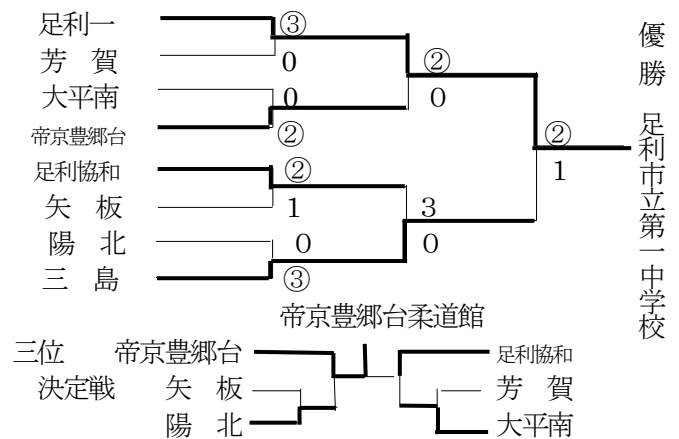 足利一 ③
芳 賀 0
② 
0
大平南 0
帝京豊郷台 ②
② 
1
足利協和 ②
矢 板 1
3
0
陽 北 0
三 島 ③
優勝 足利市立第一中学校
帝京豊郷台柔道館
三位 帝京豊郷台 足利協和
決定戦 矢 板 芳 賀
陽 北 大平南